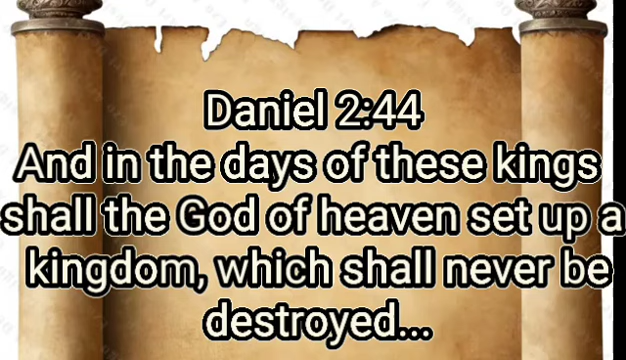 Daniel 2:44
And in the days of these kings
shall the God of heaven set up a
kingdom, which shall never be
destroyed...